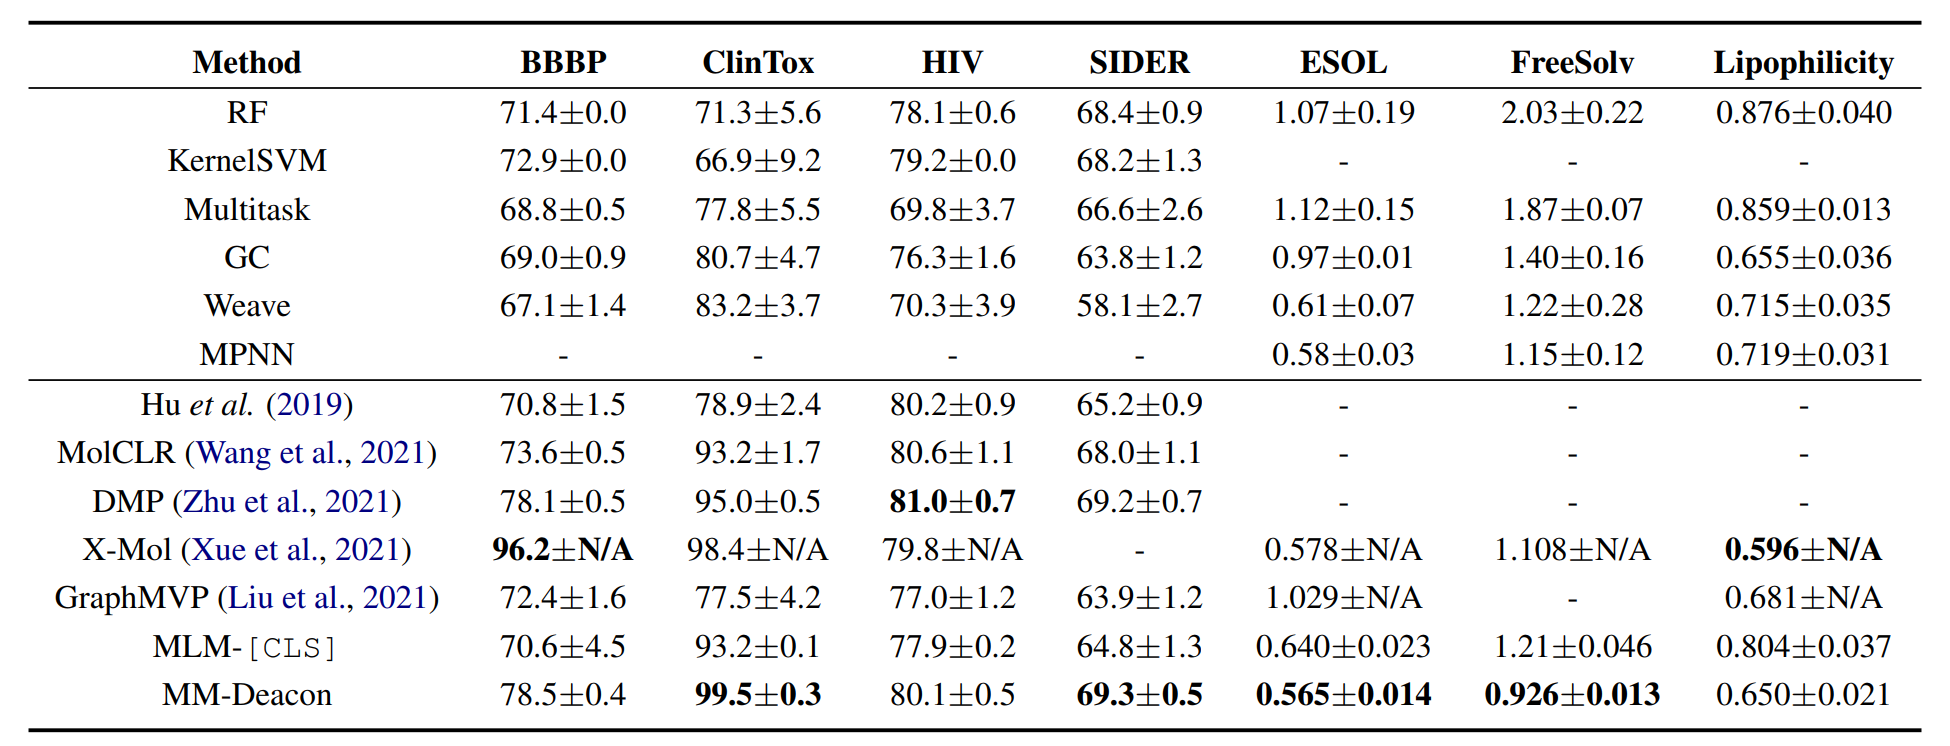 Method BBBP ClinTox HIV SIDER ESOL FreeSolv Lipophilicity
RF 71.4±0.0 71.3±5.6 78.1±0.6 68.4±0.9 1.07±0.19 2.03±0.22 0.876±0.040
KernelSVM 72.9±0.0 66.9±9.2 79.2±0.0 68.2±1.3 - - -
Multitask 68.8±0.5 77.8±5.5 69.8±3.7 66.6±2.6 1.12±0.15 1.87±0.07 0.859±0.013
GC 69.0±0.9 80.7±4.7 76.3±1.6 63.8±1.2 0.97±0.01 1.40±0.16 0.655±0.036
Weave 67.1±1.4 83.2±3.7 70.3±3.9 58.1±2.7 0.61±0.07 1.22±0.28 0.715±0.035
MPNN - - - - 0.58±0.03 1.15±0.12 0.719±0.031
Hu et al. (2019) 70.8±1.5 78.9±2.4 80.2±0.9 65.2±0.9 - - -
MolCLR (Wang et al., 2021) 73.6±0.5 93.2±1.7 80.6±1.1 68.0±1.1 - - -
DMP (Zhu et al., 2021) 78.1±0.5 95.0±0.5 81.0±0.7 69.2±0.7 - - -
X-Mol (Xue et al., 2021) 96.2±N/A 98.4±N/A 79.8±N/A - 0.578±N/A 1.108±N/A 0.596±N/A
GraphMVP (Liu et al., 2021) 72.4±1.6 77.5±4.2 77.0±1.2 63.9±1.2 1.029±N/A - 0.681±N/A
MLM-[CLS] 70.6±4.5 93.2±0.1 77.9±0.2 64.8±1.3 0.640±0.023 1.21±0.046 0.804±0.037
MM-Deacon 78.5±0.4 99.5±0.3 80.1±0.5 69.3±0.5 0.565±0.014 0.926±0.013 0.650±0.021